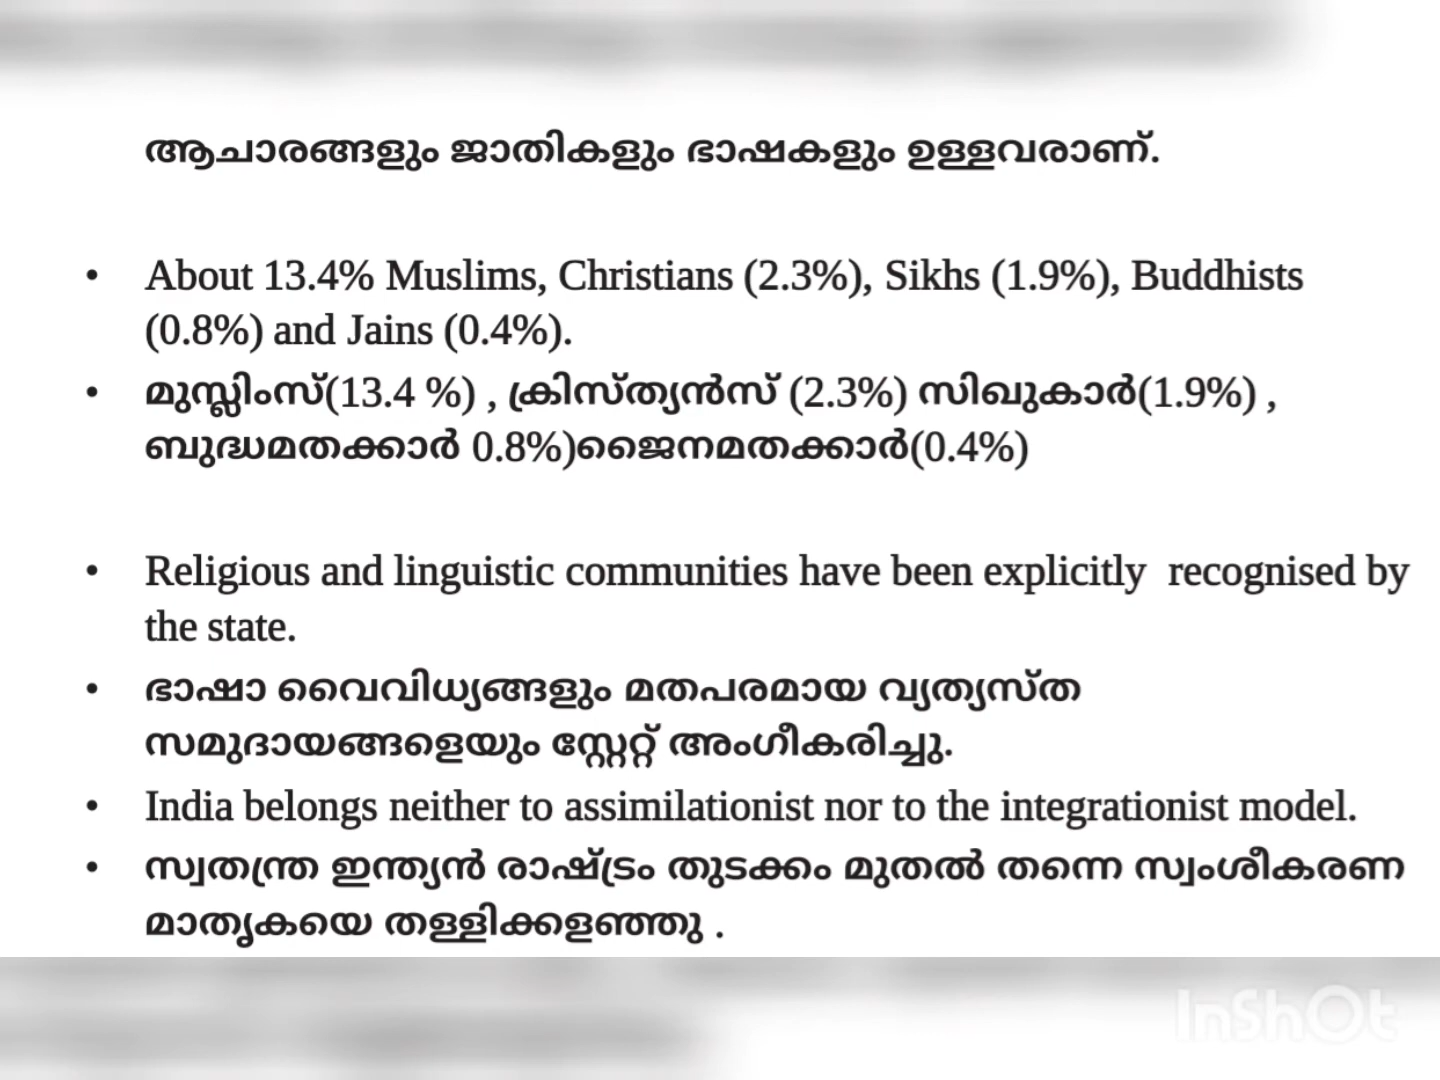 ആചാരങ്ങളും ജാതികളും ഭാഷകളും ഉള്ളവരാണ്.
• About 13.4% Muslims, Christians (2.3%), Sikhs (1.9%), Buddhists
(0.8%) and Jains (0.4%).
• മുസ്ലിംസ്(13.4 %) , ക്രിസ്ത്യൻസ് (2.3%) സിഖുകാർ(1.9%) ,
ബുദ്ധമതക്കാർ 0.8%)ജൈനമതക്കാർ(0.4%)
• Religious and linguistic communities have been explicitly recognised by
the state.
• ഭാഷാ വൈവിധ്യങ്ങളും മതപരമായ വ്യത്യസ്ത
സമുദായങ്ങളെയും സ്റ്റേറ്റ് അംഗീകരിച്ചു.
• India belongs neither to assimilationist nor to the integrationist model.
• സ്വതന്ത്ര ഇന്ത്യൻ രാഷ്ട്രം തുടക്കം മുതൽ തന്നെ സ്വംശീകരണ
മാതൃകയെ തള്ളിക്കളഞ്ഞു .
InShOt